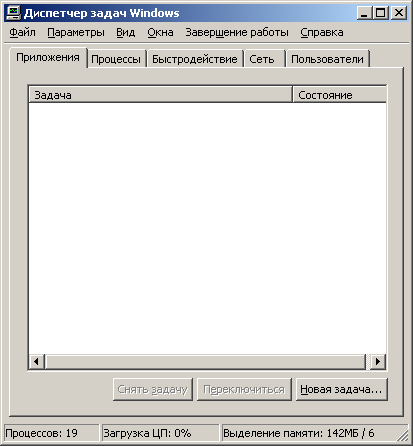 Диспетчер задач Windows
Файл Параметры Вид Окна Завершение работы Справка
Приложения Процессы Быстродействие Сеть Пользователи
Задача Состояние
Снять задачу Переключиться Новая задача...
Процессов: 19 Загрузка ЦП: 0% Выделение памяти: 142МБ / 6